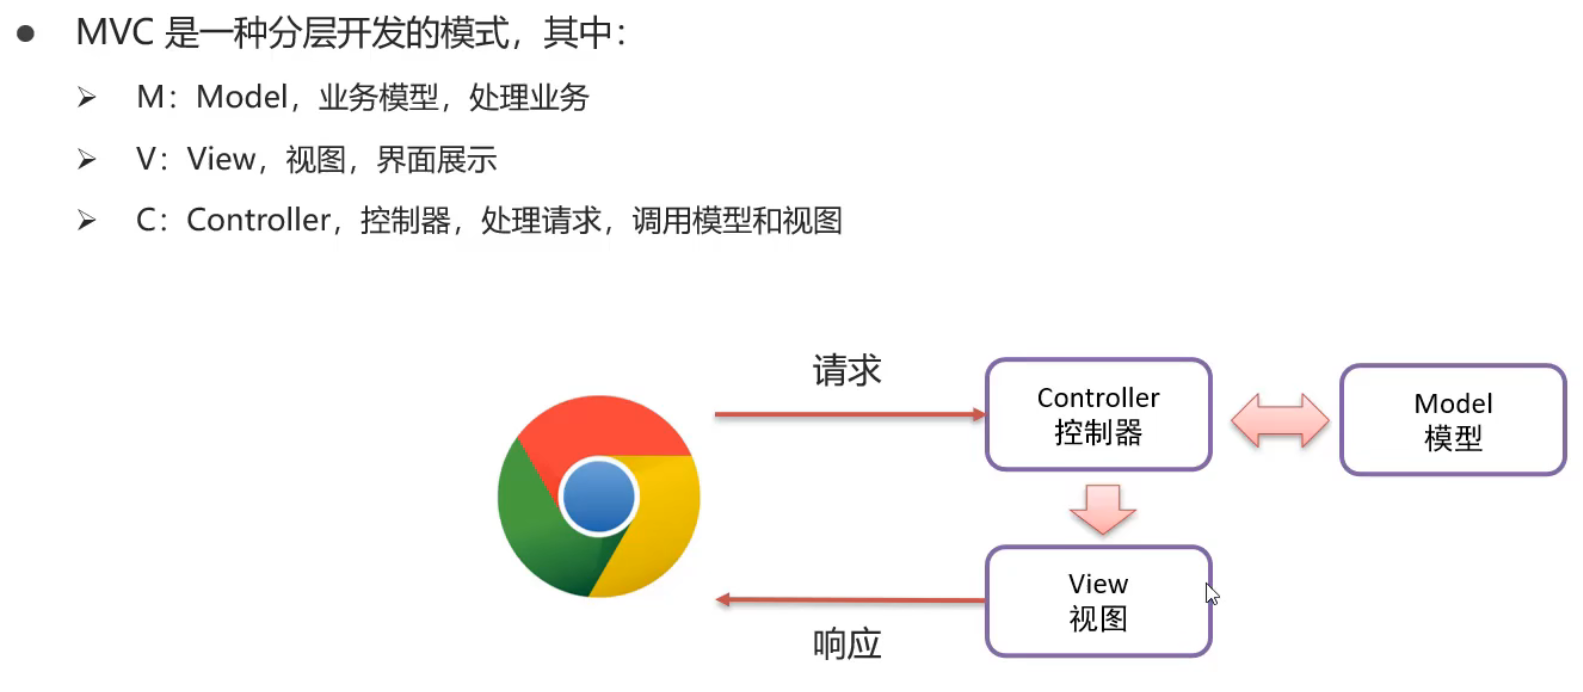 MVC 是一种分层开发的模式，其中：
M：Model，业务模型，处理业务
V：View，视图，界面展示
C：Controller，控制器，处理请求，调用模型和视图
请求
Controller
控制器
Model
模型
View
视图
响应